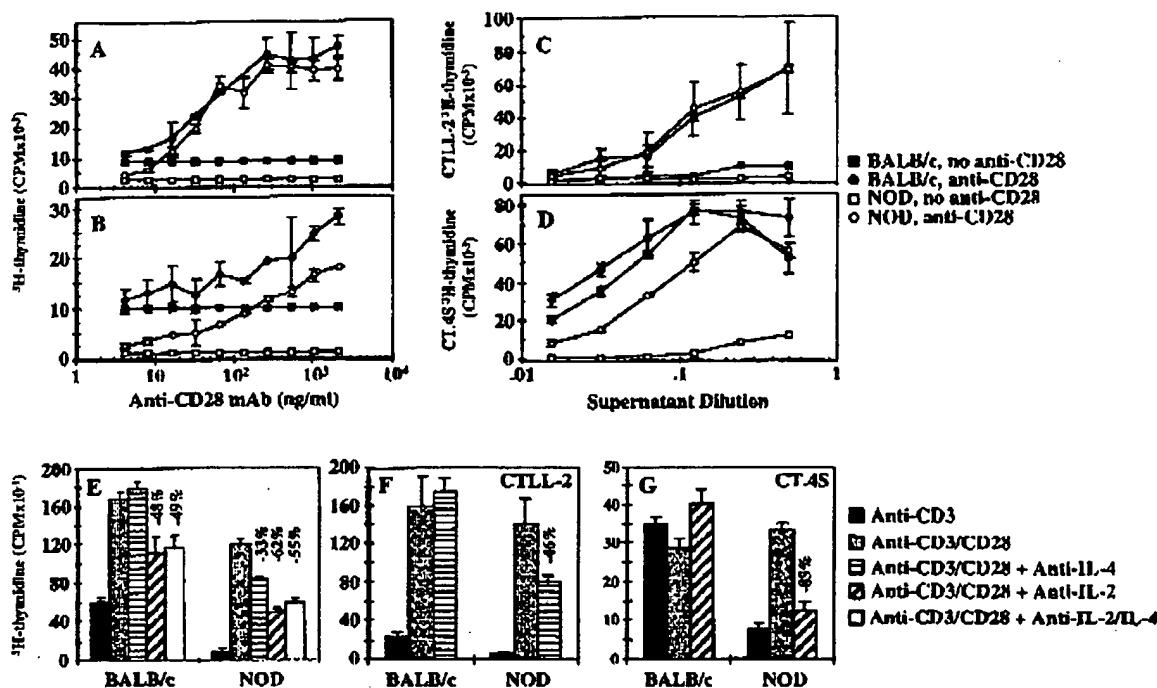 A
50
40
30
20
10
0
B
30
20
10
0
³H-thymidine (CPMx10⁻³)
1
10
10²
10³
10⁴
Anti-CD28 mAb (ng/ml)
C
100
80
60
40
20
0
CTLL-2 ³H-thymidine
(CPMx10⁻³)
D
80
60
40
20
0
CT.4S ³H-thymidine
(CPMx10⁻³)
.01
.1
1
Supernatant Dilution
BALB/c, no anti-CD28
BALB/c, anti-CD28
NOD, no anti-CD28
NOD, anti-CD28
E
200
160
120
80
40
0
³H-thymidine (CPMx10⁻³)
-48%
-49%
-33%
-62%
-55%
BALB/c
NOD
F
CTLL-2
200
160
120
80
40
0
-46%
BALB/c
NOD
G
CT.4S
50
40
30
20
10
0
-63%
BALB/c
NOD
Anti-CD3
Anti-CD3/CD28
Anti-CD3/CD28 + Anti-IL-4
Anti-CD3/CD28 + Anti-IL-2
Anti-CD3/CD28 + Anti-IL-2/IL-4